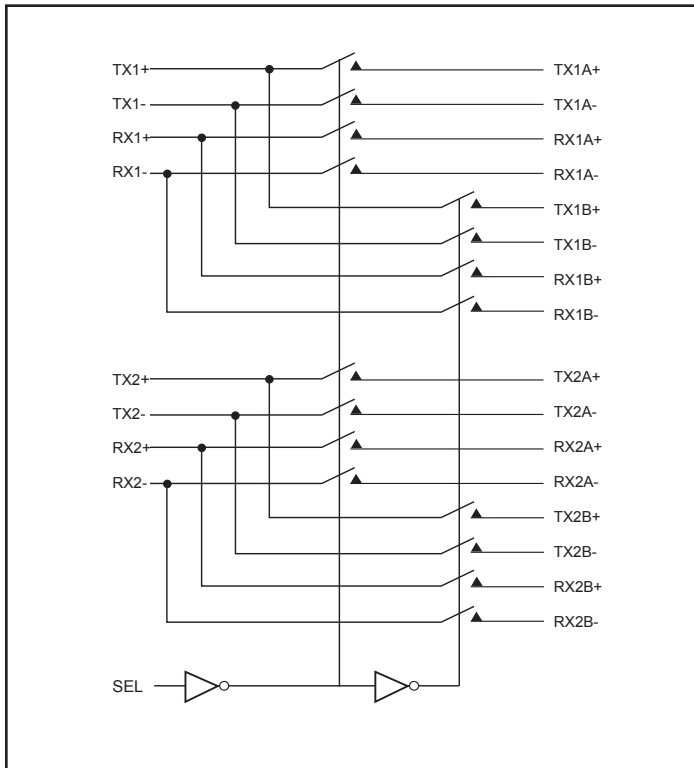 TX1+ TX1A+
TX1- TX1A-
RX1+ RX1A+
RX1- RX1A-
TX1B+
TX1B-
RX1B+
RX1B-
TX2+ TX2A+
TX2- TX2A-
RX2+ RX2A+
RX2- RX2A-
TX2B+
TX2B-
RX2B+
RX2B-
SEL